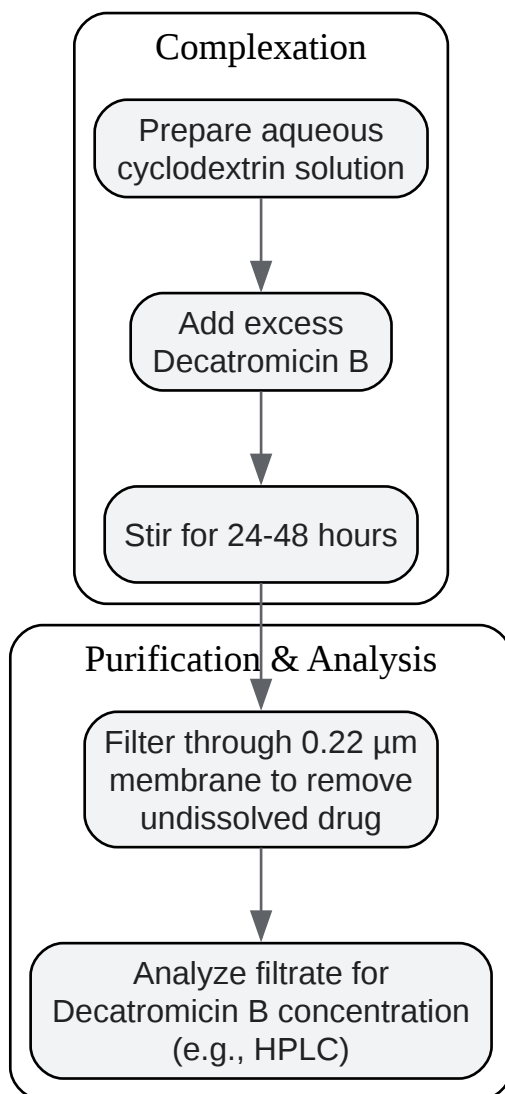 Complexation
Prepare aqueous
cyclodextrin solution
Add excess
Decatromicin B
Stir for 24-48 hours
Purification & Analysis
Filter through 0.22 µm
membrane to remove
undissolved drug
Analyze filtrate for
Decatromicin B concentration
(e.g., HPLC)